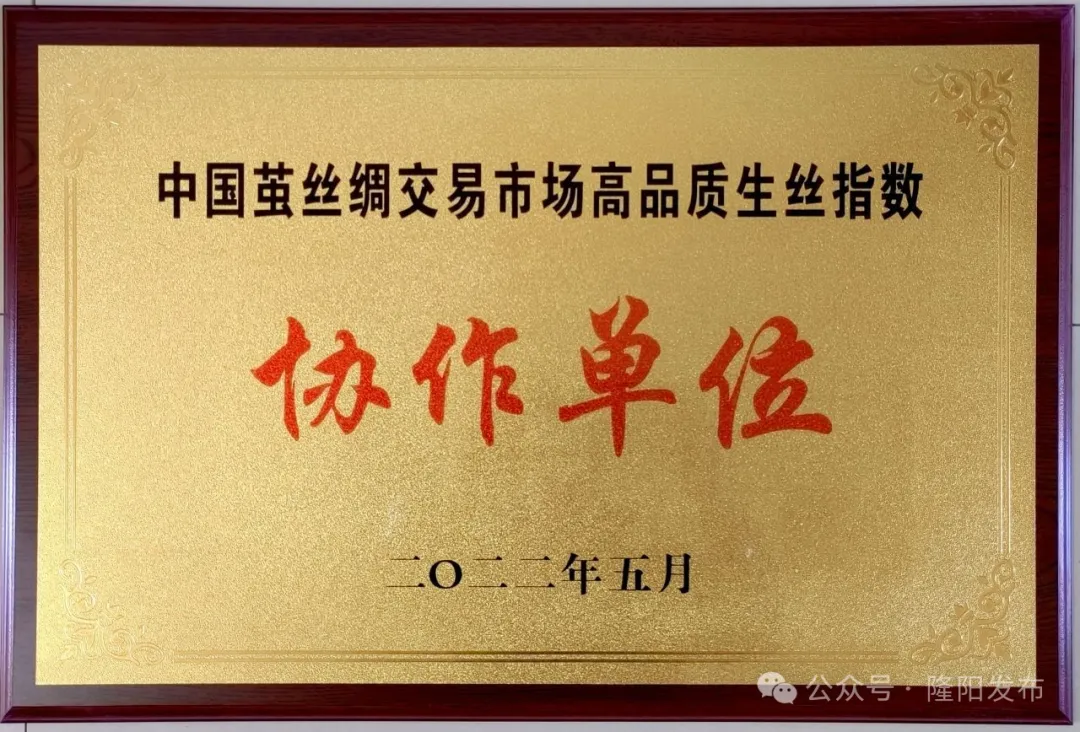 中国茧丝绸交易市场高品质生丝指数
协作单位
二〇二二年五月
公众号·隆阳发布